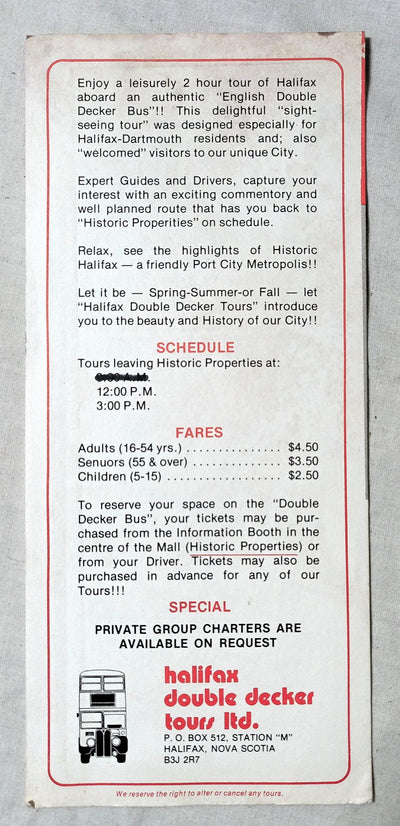 Enjoy a leisurely 2 hour tour of Halifax
aboard an authentic "English Double
Decker Bus"!! This delightful "sight-
seeing tour" was designed especially for
Halifax-Dartmouth residents and; also
"welcomed" visitors to our unique City.
Expert Guides and Drivers, capture your
interest with an exciting commentory and
well planned route that has you back to
"Historic Properities" on schedule.
Relax, see the highlights of Historic
Halifax — a friendly Port City Metropolis!!
Let it be — Spring-Summer-or Fall — let
"Halifax Double Decker Tours" introduce
you to the beauty and History of our City!!
SCHEDULE
Tours leaving Historic Properties at:
12:00 P.M.
3:00 P.M.
FARES
Adults (16-54 yrs.) . . . . . . . . . . . . . . . $4.50
Senuors (55 & over) . . . . . . . . . . . . . . $3.50
Children (5-15) . . . . . . . . . . . . . . . . . . $2.50
To reserve your space on the "Double
Decker Bus", your tickets may be pur-
chased from the Information Booth in the
centre of the Mall (Historic Properties) or
from your Driver. Tickets may also be
purchased in advance for any of our
Tours!!!
SPECIAL
PRIVATE GROUP CHARTERS ARE
AVAILABLE ON REQUEST
halifax
double decker
tours ltd.
P. O. BOX 512, STATION "M"
HALIFAX, NOVA SCOTIA
B3J 2R7
We reserve the right to alter or cancel any tours.